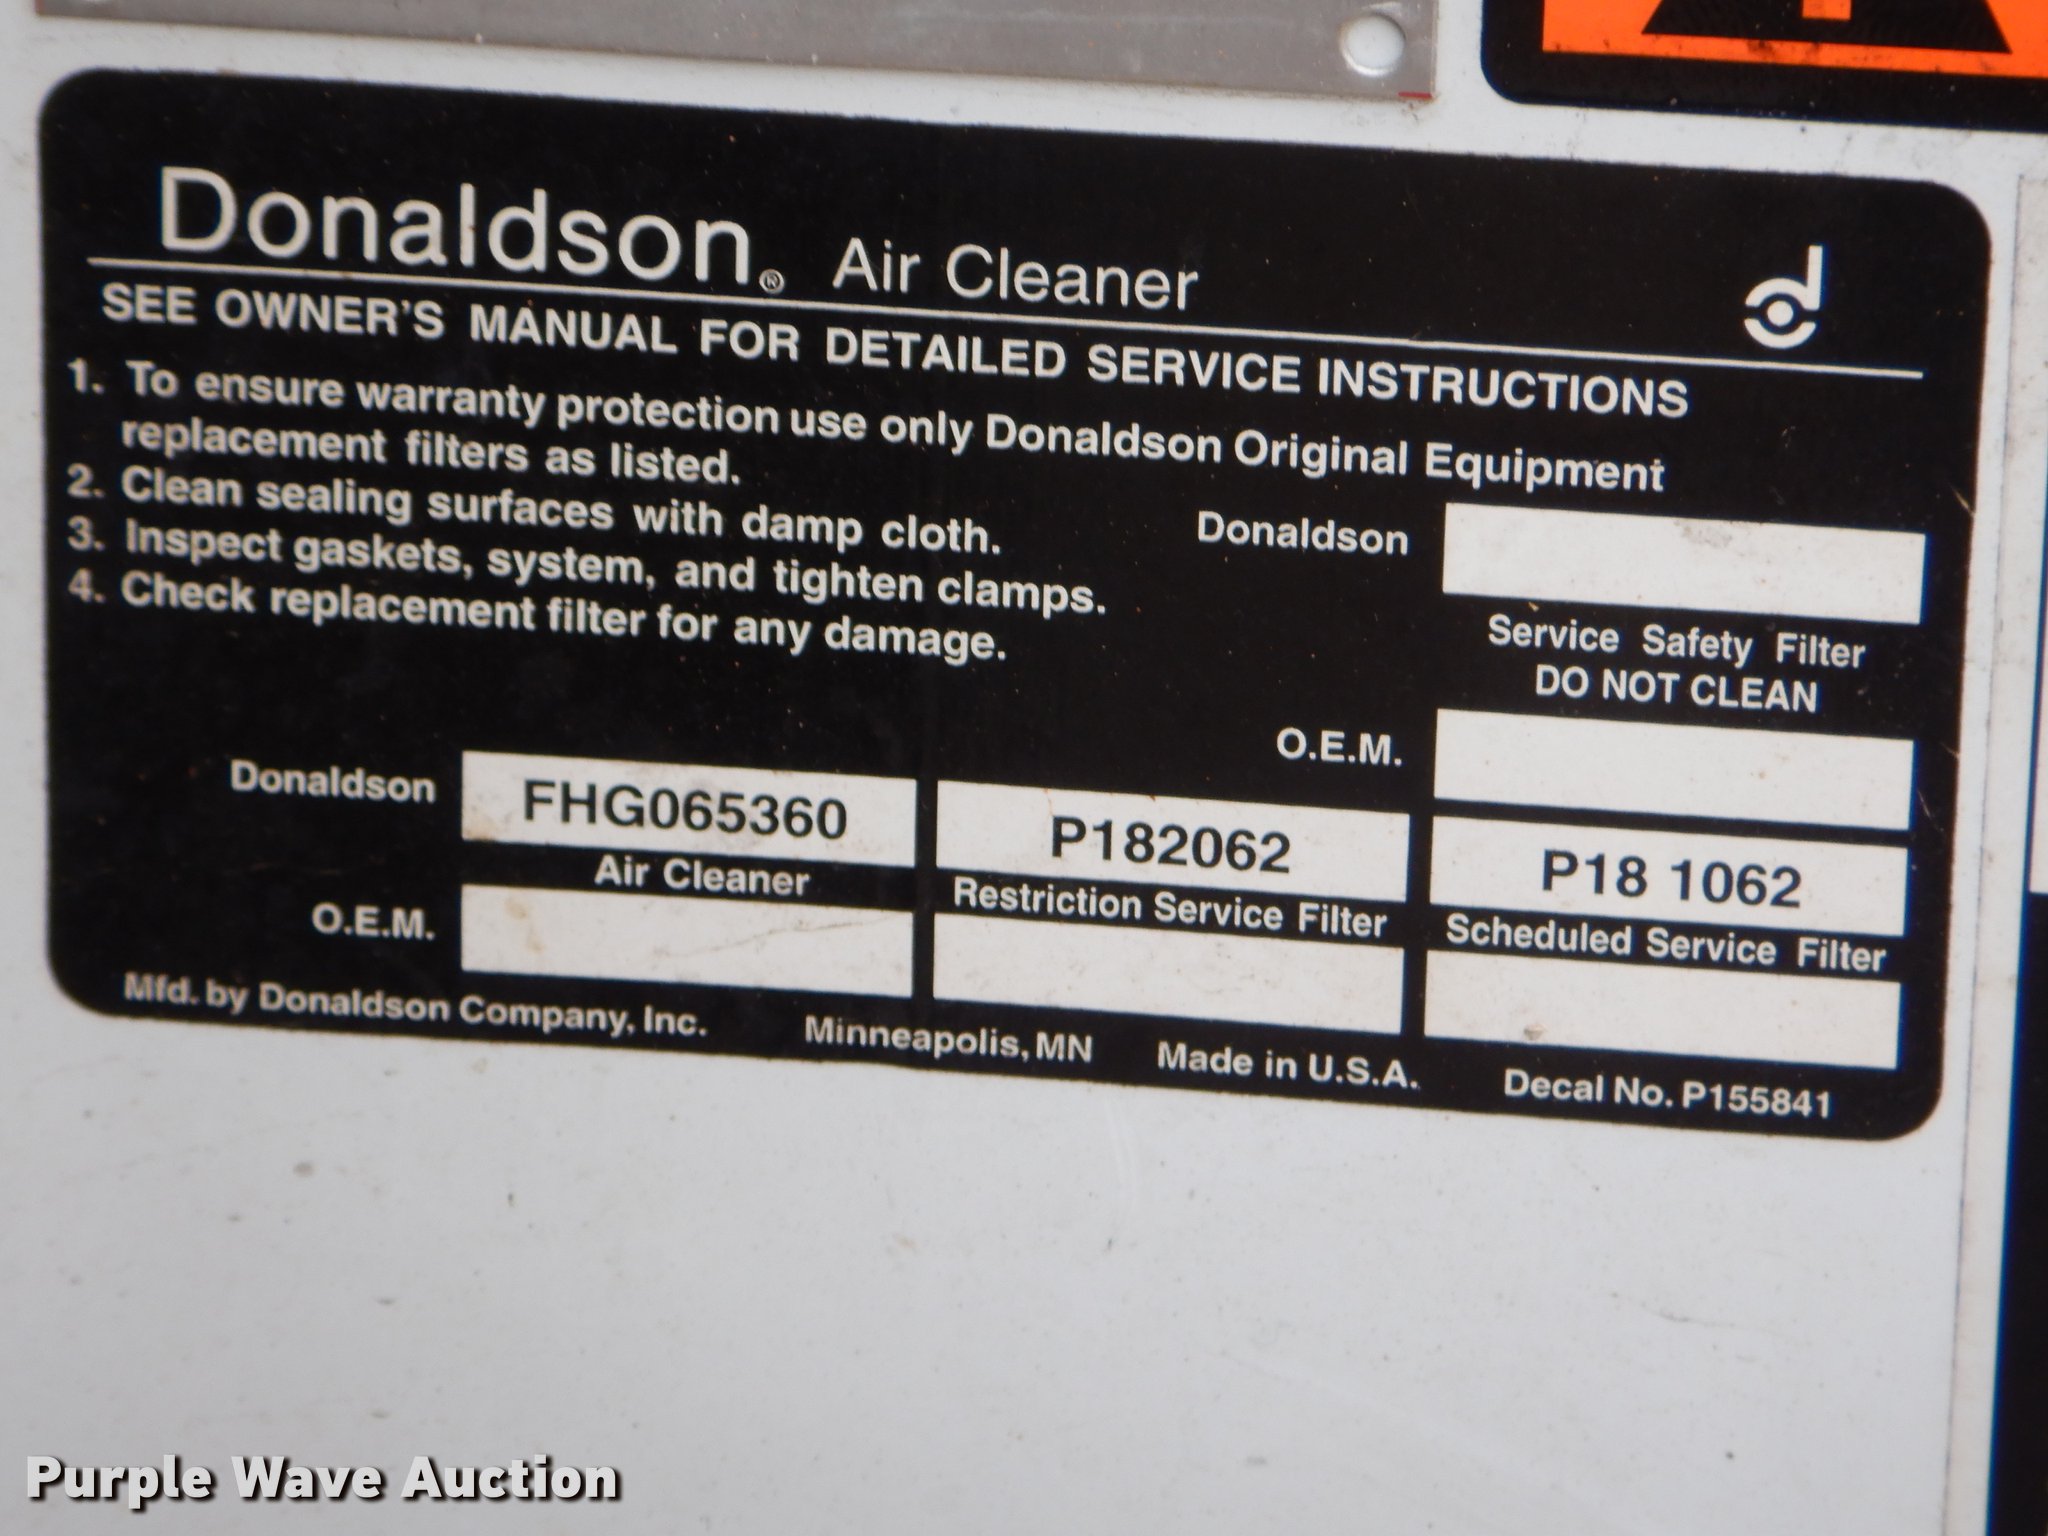 Donaldson® Air Cleaner
SEE OWNER'S MANUAL FOR DETAILED SERVICE INSTRUCTIONS
1. To ensure warranty protection use only Donaldson Original Equipment
replacement filters as listed.
2. Clean sealing surfaces with damp cloth.
3. Inspect gaskets, system, and tighten clamps.
4. Check replacement filter for any damage.
Donaldson
Service Safety Filter
DO NOT CLEAN
O.E.M.
Donaldson FHG065360 P182062 P18 1062
Air Cleaner Restriction Service Filter Scheduled Service Filter
O.E.M.
Mfd. by Donaldson Company, Inc. Minneapolis, MN Made in U.S.A. Decal No. P155841
Purple Wave Auction